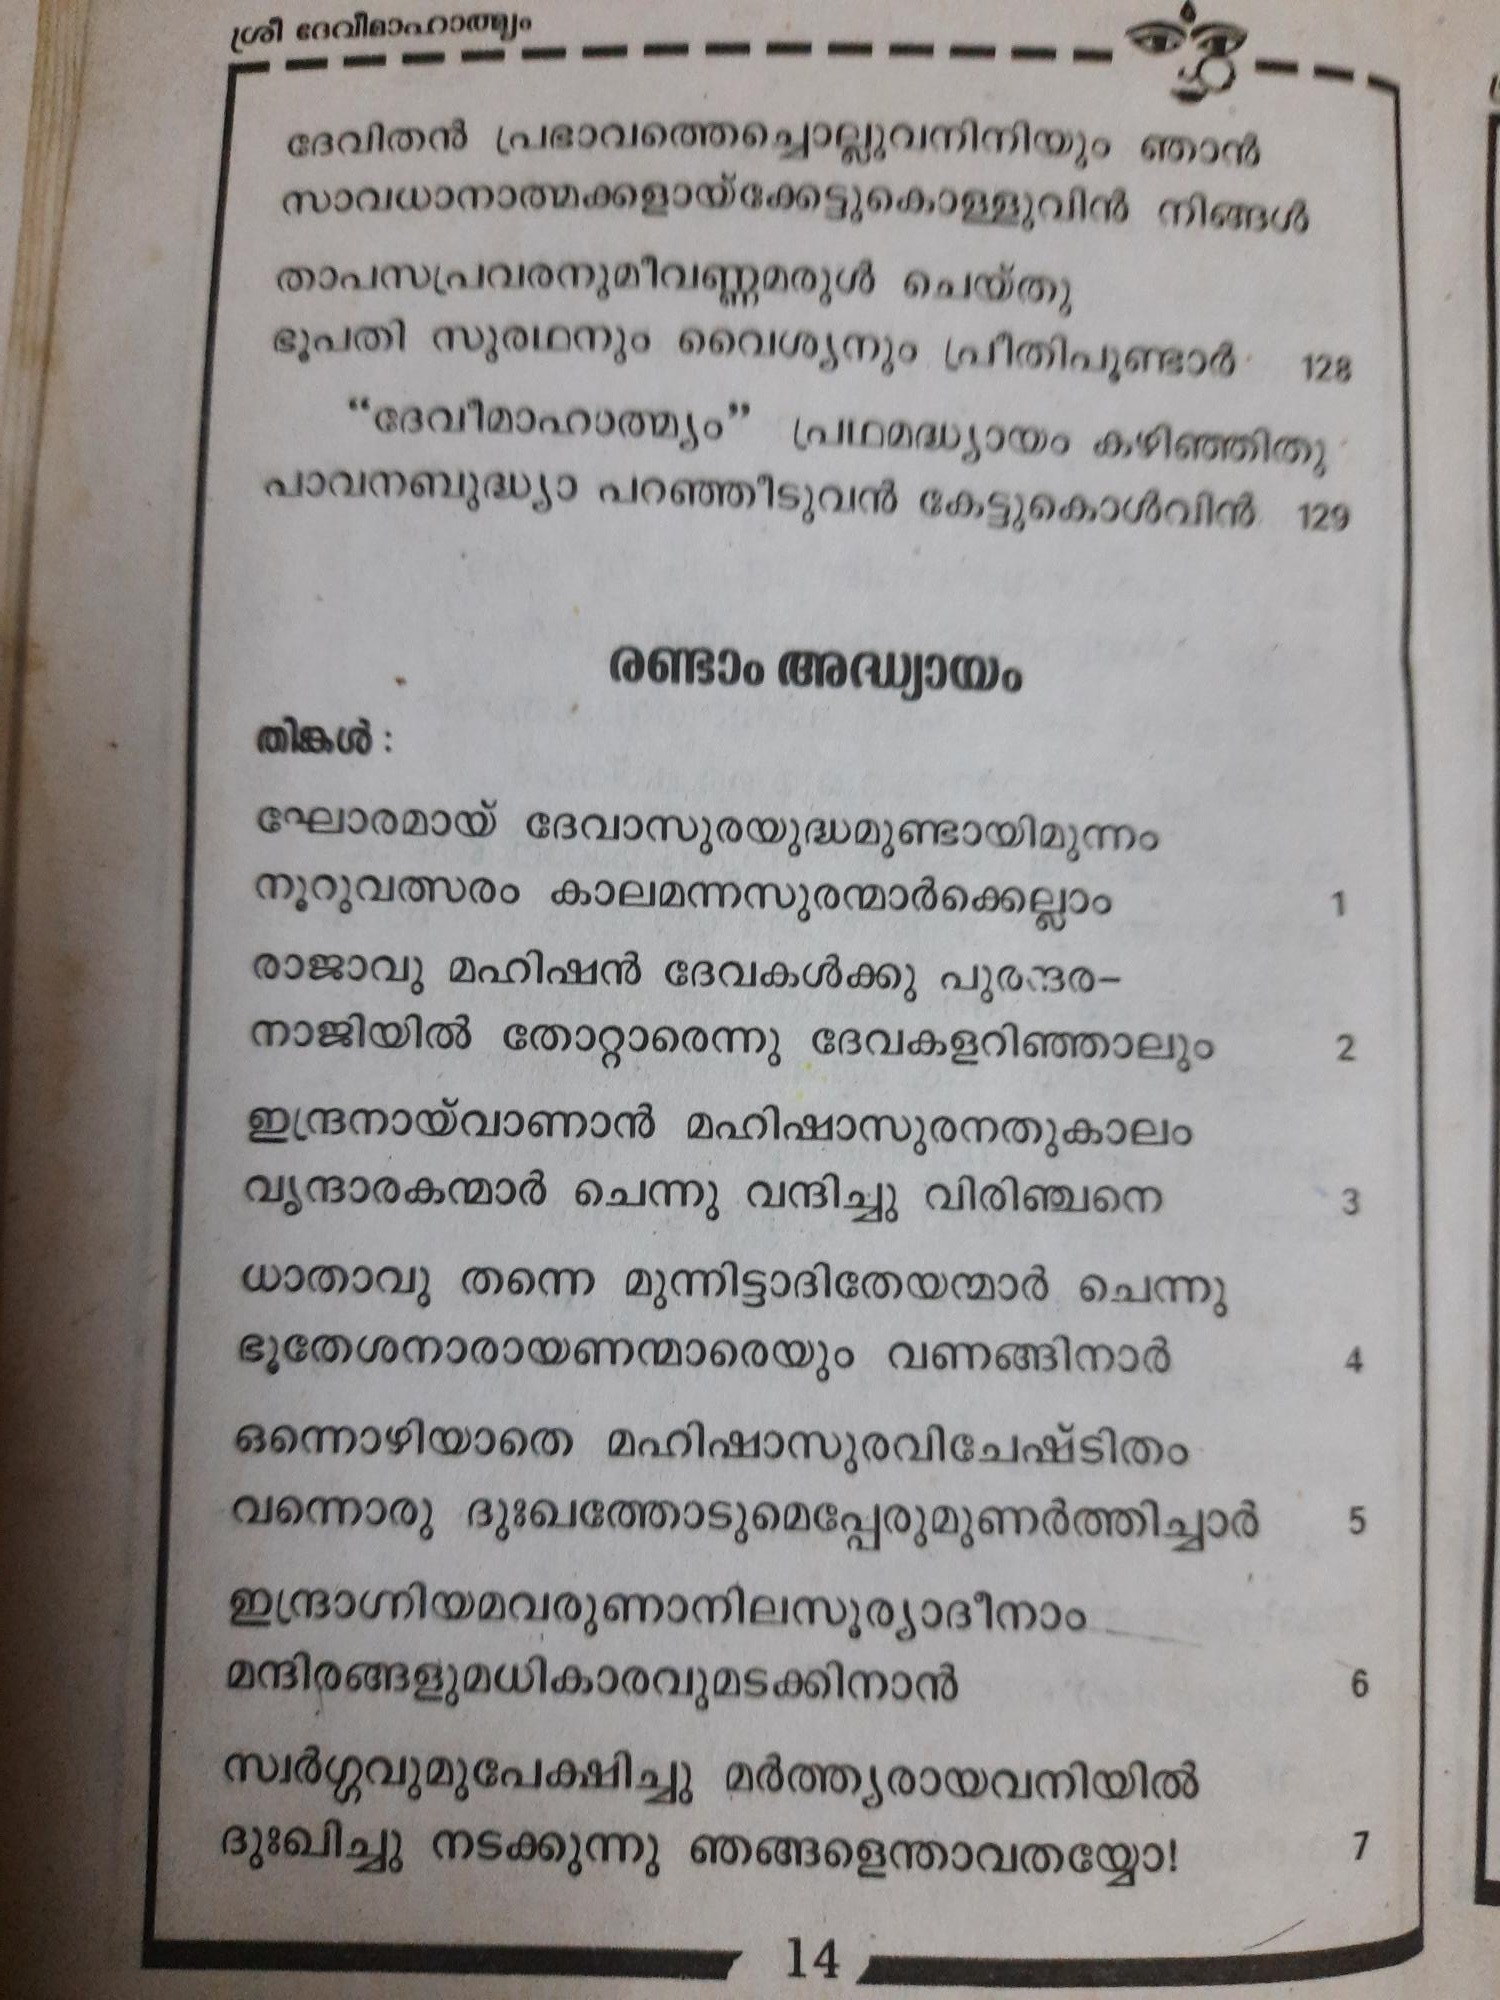 ശ്രീ ദേവീമാഹാത്മ്യം
ദേവിതൻ പ്രഭാവത്തെച്ചൊല്ലുവനിനിയും ഞാൻ
സാവധാനാത്മക്കളായ്ക്കേട്ടുകൊള്ളുവിൻ നിങ്ങൾ
താപസപ്രവരനുമീവണ്ണമരുൾ ചെയ്തു
ഭൂപതി സുരഥനും വൈശ്യനും പ്രീതിപൂണ്ടാർ 128
“ദേവീമാഹാത്മ്യം” പ്രഥമദ്ധ്യായം കഴിഞ്ഞിതു
പാവനബുദ്ധ്യാ പറഞ്ഞീടുവൻ കേട്ടുകൊൾവിൻ 129
രണ്ടാം അദ്ധ്യായം
തിങ്കൾ :
ഘോരമായ് ദേവാസുരയുദ്ധമുണ്ടായിമുന്നം
നൂറുവത്സരം കാലമന്നസുരന്മാർക്കെല്ലാം 1
രാജാവു മഹിഷൻ ദേവകൾക്കു പുരന്ദര-
നാജിയിൽ തോറ്റാരെന്നു ദേവകളറിഞ്ഞാലും 2
ഇന്ദ്രനായ്‌വാണാൻ മഹിഷാസുരനതുകാലം
വൃന്ദാരകന്മാർ ചെന്നു വന്ദിച്ചു വിരിഞ്ചനെ 3
ധാതാവു തന്നെ മുന്നിട്ടാദിതേയന്മാർ ചെന്നു
ഭൂതേശനാരായണന്മാരെയും വണങ്ങിനാർ 4
ഒന്നൊഴിയാതെ മഹിഷാസുരവിചേഷ്ടിതം
വന്നൊരു ദുഃഖത്തോടുമെപ്പേരുമുണർത്തിച്ചാർ 5
ഇന്ദ്രാഗ്നിയമവരുണാനിലസൂര്യാദീനാം
മന്ദിരങ്ങളുമധികാരവുമടക്കിനാൻ 6
സ്വർഗ്ഗവുമുപേക്ഷിച്ചു മർത്ത്യരായവനിയിൽ
ദുഃഖിച്ചു നടക്കുന്നു ഞങ്ങളെന്താവതയ്യോ! 7
14